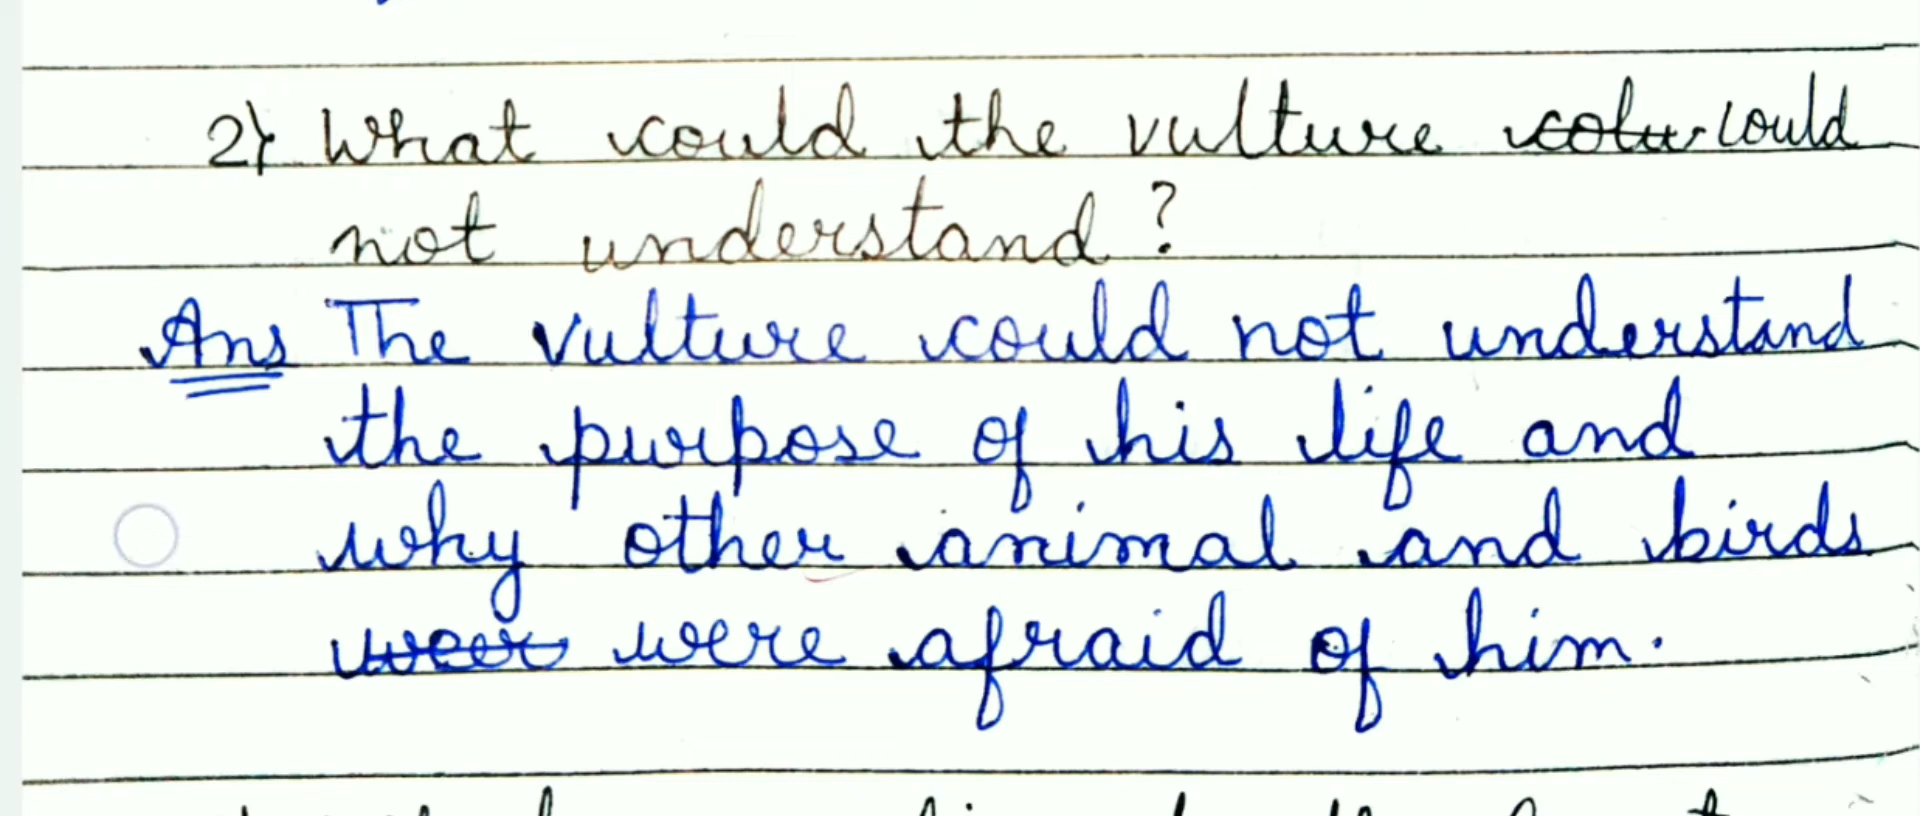 2) What could the vulture could
not understand?
Ans The vulture could not understand
the purpose of his life and
why other animal and birds
were afraid of him.